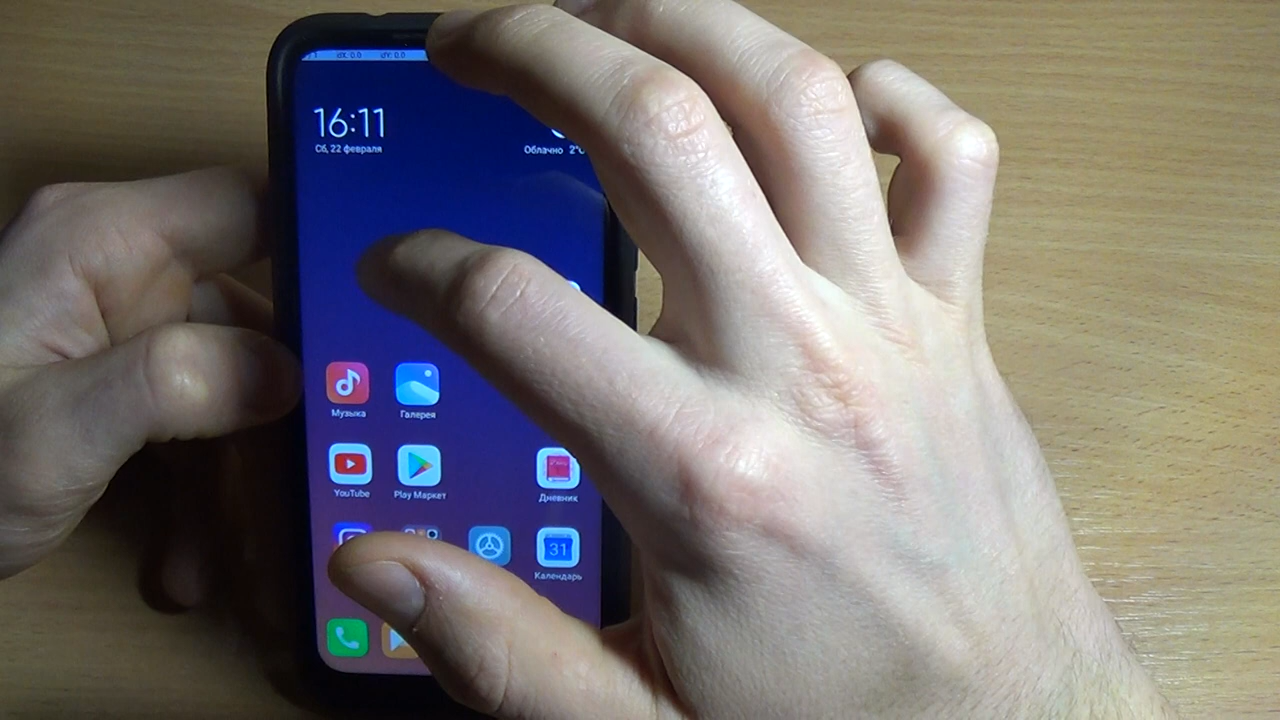 dX: 0.0 dY: 0.0
16:11
Сб, 22 февраля
Облачно 2°C
Музыка Галерея
YouTube Play Маркет Дневник
31
Календарь